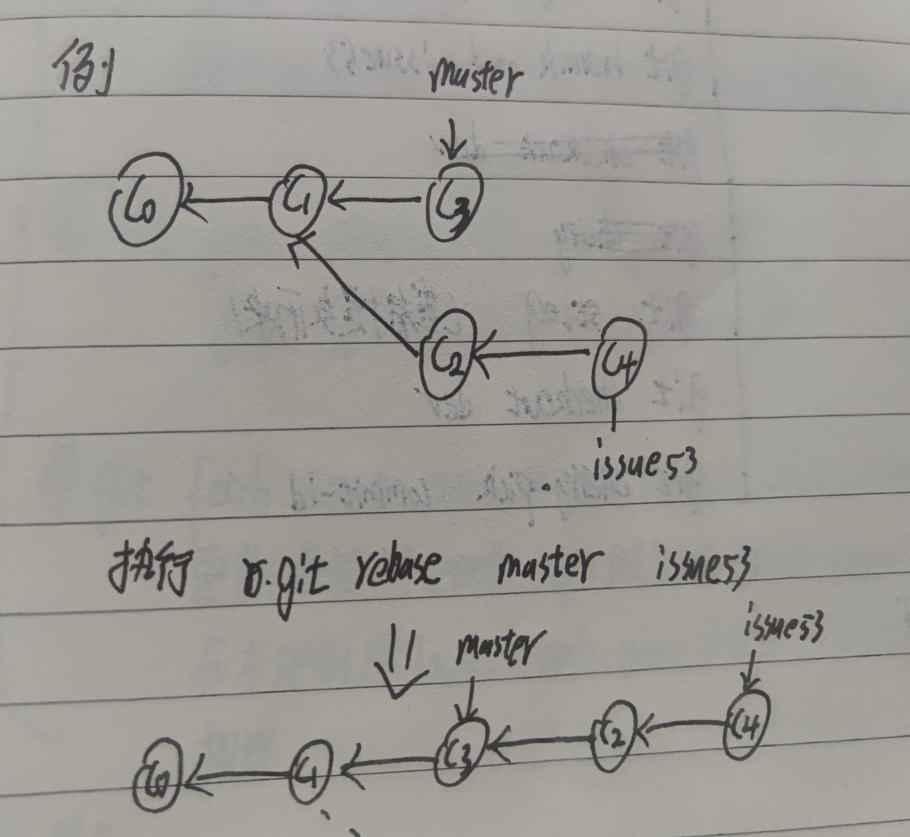 例
master
C0 C1 C3
C2 C4
issue53
执行 ①.git rebase master issue53
issue53
master
C0 C1 C3 C2 C4